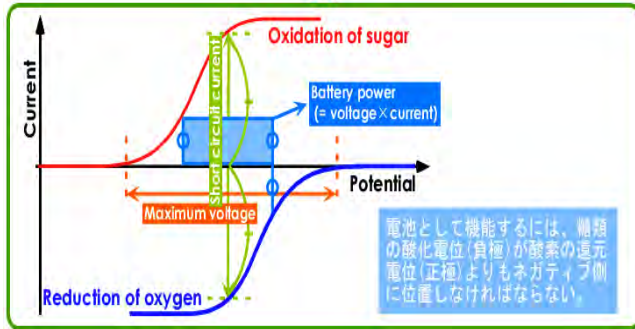 Oxidation of sugar
Current
Short circuit current
Battery power
(= voltage×current)
Potential
Maximum voltage
Reduction of oxygen
電池として機能するには、糖類
の酸化電位(負極)が酸素の還元
電位(正極)よりもネガティブ側
に位置しなければならない。